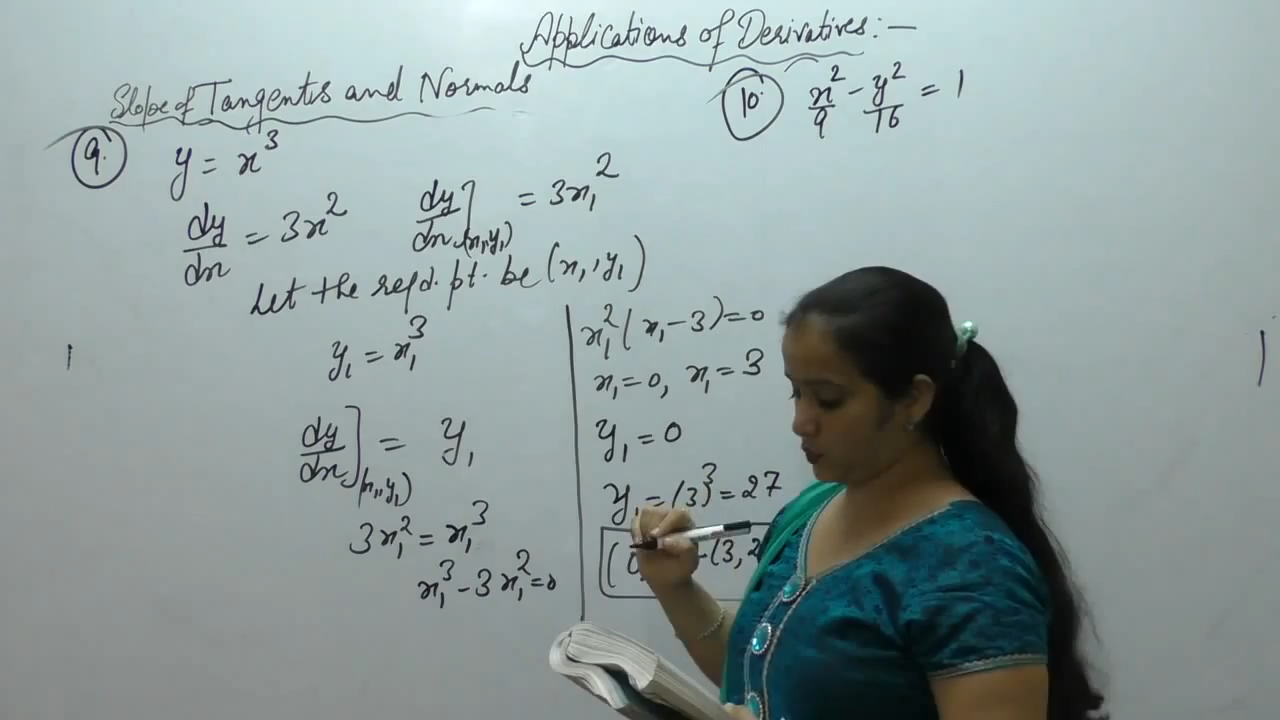 Applications of Derivatives:—
Slope of Tangents and Normals
9.
y = x³
dy/dx = 3x²  dy/dx](x₁,y₁) = 3x₁²
Let the reqd. pt. be (x₁, y₁)
y₁ = x₁³
dy/dx](x₁,y₁) = y₁
3x₁² = x₁³
x₁³ - 3x₁² = 0
x₁²(x₁ - 3) = 0
x₁ = 0, x₁ = 3
y₁ = 0
y₁ = (3)³ = 27
(0, (3, 2
10. x²/9 - y²/16 = 1